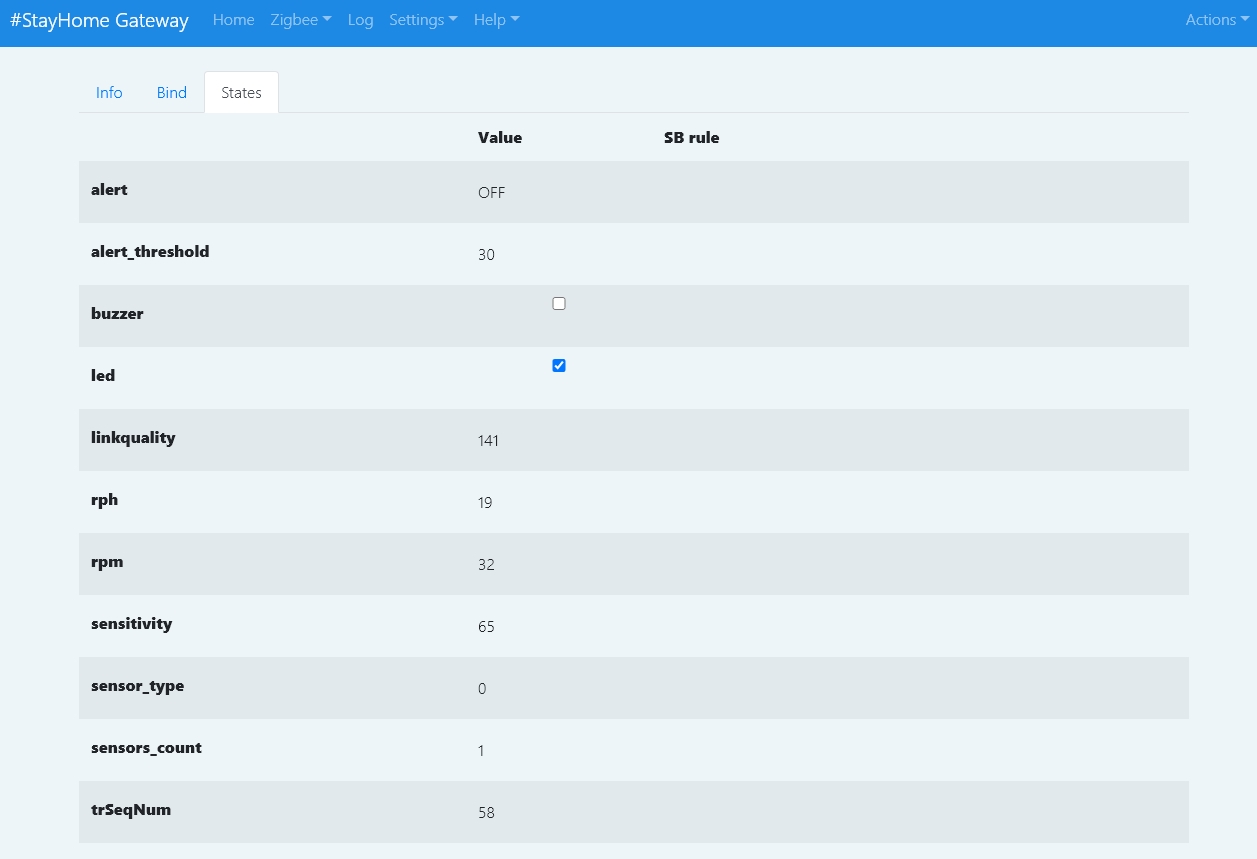 #StayHome Gateway Home Zigbee Log Settings Help Actions
Info Bind States
Value SB rule
alert OFF
alert_threshold 30
buzzer
led
linkquality 141
rph 19
rpm 32
sensitivity 65
sensor_type 0
sensors_count 1
trSeqNum 58